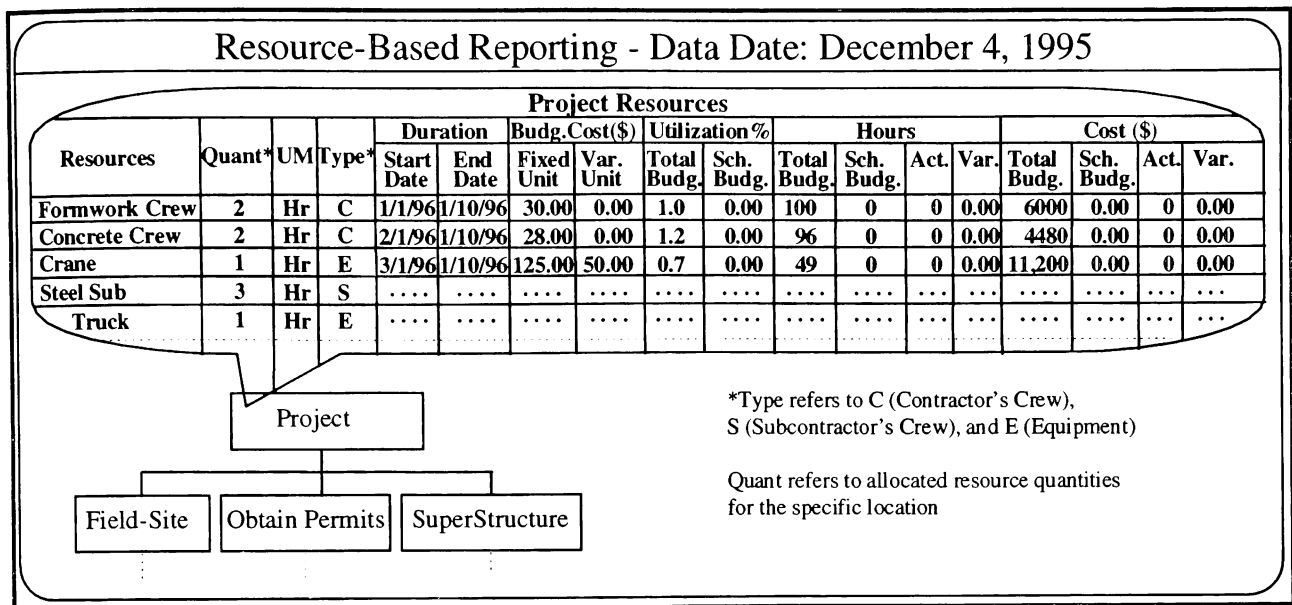 Resource-Based Reporting - Data Date: December 4, 1995
Project Resources
Resources Quant* UM Type* Duration Budg.Cost($) Utilization% Hours Cost ($)
Start Date End Date Fixed Unit Var. Unit Total Budg. Sch. Budg. Total Budg. Sch. Budg. Act. Var. Total Budg. Sch. Budg. Act. Var.
Formwork Crew 2 Hr C 1/1/96 1/10/96 30.00 0.00 1.0 0.00 100 0 0 0.00 6000 0.00 0 0.00
Concrete Crew 2 Hr C 2/1/96 1/10/96 28.00 0.00 1.2 0.00 96 0 0 0.00 4480 0.00 0 0.00
Crane 1 Hr E 3/1/96 1/10/96 125.00 50.00 0.7 0.00 49 0 0 0.00 11,200 0.00 0 0.00
Steel Sub 3 Hr S .... .... .... .... .... .... .... .... ... ... .... .... ... ...
Truck 1 Hr E .... .... .... .... .... .... .... .... ... ... .... .... ... ...
Project
*Type refers to C (Contractor's Crew),
S (Subcontractor's Crew), and E (Equipment)
Quant refers to allocated resource quantities
for the specific location
Field-Site Obtain Permits SuperStructure